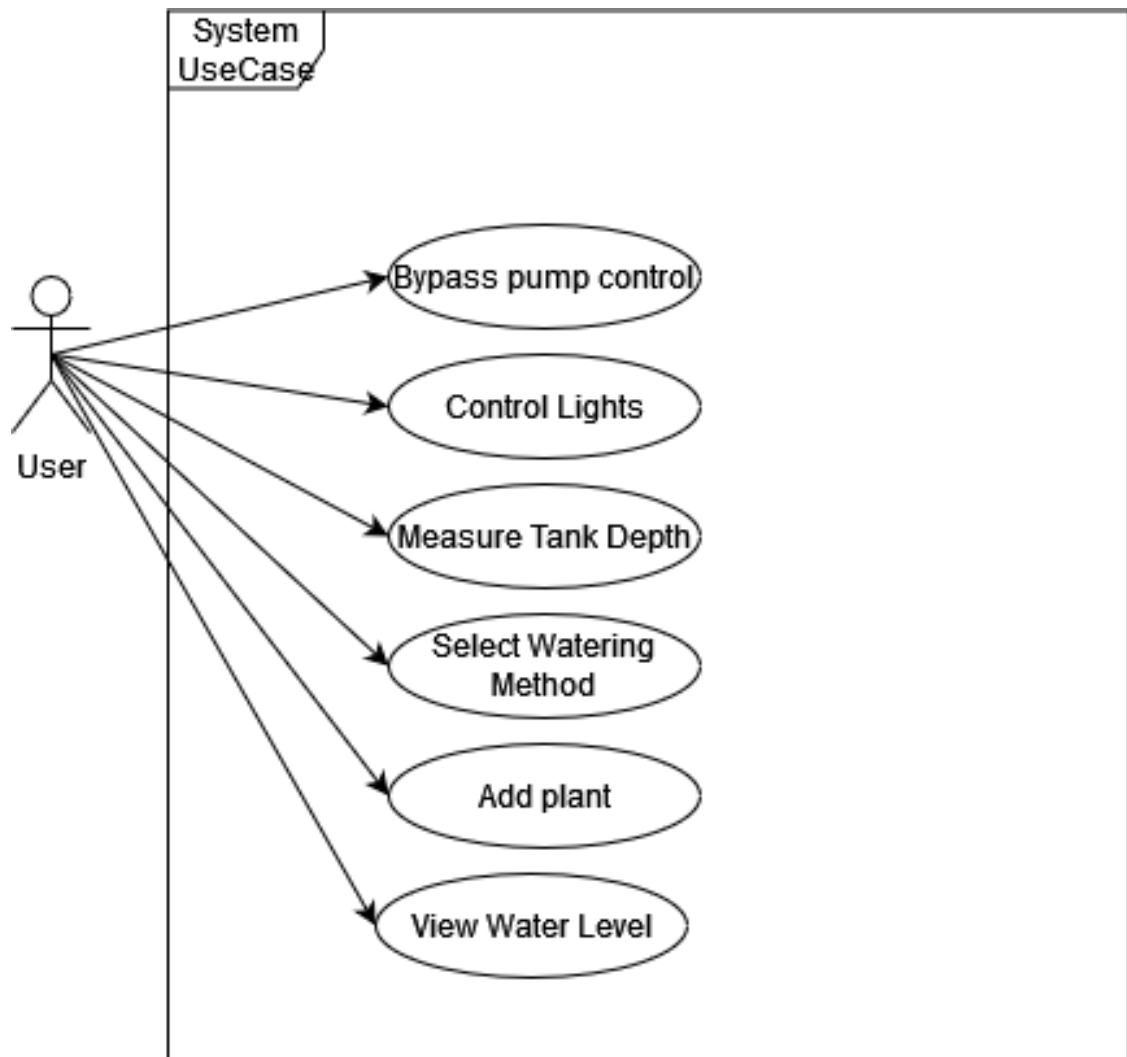 System
UseCase
Bypass pump control
Control Lights
User
Measure Tank Depth
Select Watering
Method
Add plant
View Water Level